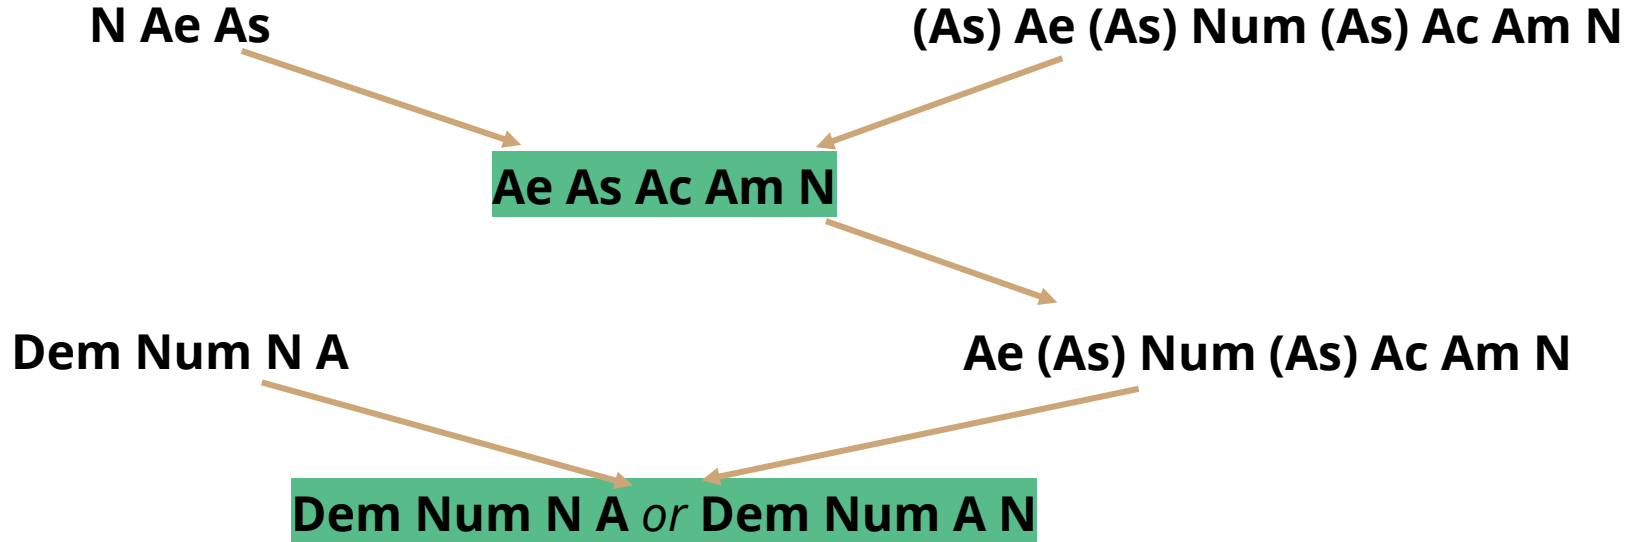 N Ae As
(As) Ae (As) Num (As) Ac Am N
Ae As Ac Am N
Dem Num N A
Ae (As) Num (As) Ac Am N
Dem Num N A or Dem Num A N